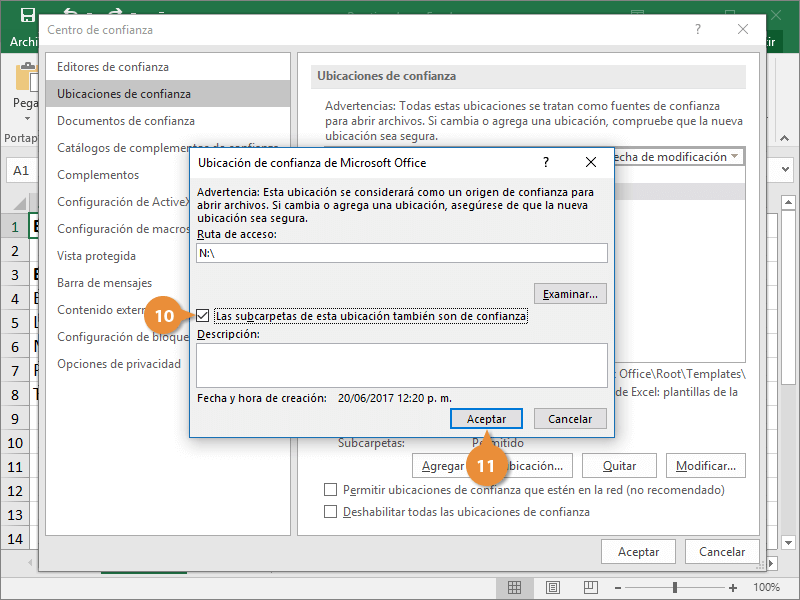 Archi
Centro de confianza
?
Pega
Portap
A1
Editores de confianza
Ubicaciones de confianza
Documentos de confianza
Catálogos de complementos de confianza
Complementos
Configuración de ActiveX
Configuración de macros
Vista protegida
Barra de mensajes
Contenido extern
Configuración de bloque
Opciones de privacidad
Ubicaciones de confianza
Advertencias: Todas estas ubicaciones se tratan como fuentes de confianza
para abrir archivos. Si cambia o agrega una ubicación, compruebe que la nueva
ubicación sea segura.
echa de modificación
Ubicación de confianza de Microsoft Office
?
Advertencia: Esta ubicación se considerará como un origen de confianza para
abrir archivos. Si cambia o agrega una ubicación, asegúrese de que la nueva
ubicación sea segura.
Ruta de acceso:
N:\
Examinar...
10
Las subcarpetas de esta ubicación también son de confianza
Descripción:
Fecha y hora de creación: 20/06/2017 12:20 p. m.
Aceptar
Cancelar
11
Office\Root\Templates\
de Excel: plantillas de la
Subcarpetas: Permitido
Agregar ubicación...
Quitar
Modificar...
Permitir ubicaciones de confianza que estén en la red (no recomendado)
Deshabilitar todas las ubicaciones de confianza
Aceptar
Cancelar
1
2
3
4
5
6
7
8
9
10
11
12
13
14
100%